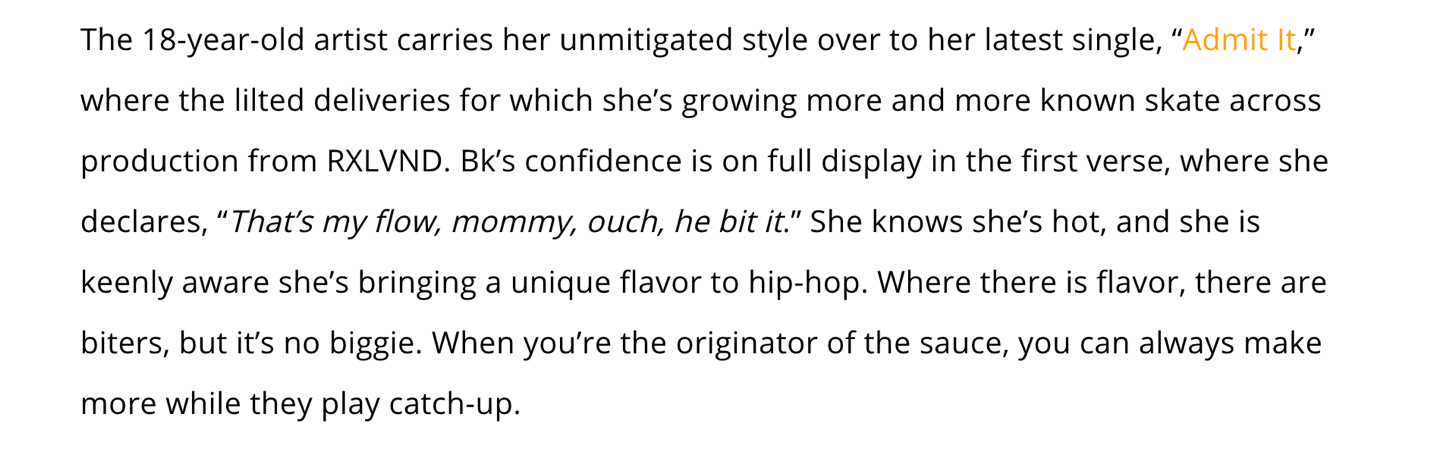 The 18-year-old artist carries her unmitigated style over to her latest single, “Admit It,”
where the lilted deliveries for which she’s growing more and more known skate across
production from RXLVND. Bk’s confidence is on full display in the first verse, where she
declares, “That’s my flow, mommy, ouch, he bit it.” She knows she’s hot, and she is
keenly aware she’s bringing a unique flavor to hip-hop. Where there is flavor, there are
biters, but it’s no biggie. When you’re the originator of the sauce, you can always make
more while they play catch-up.